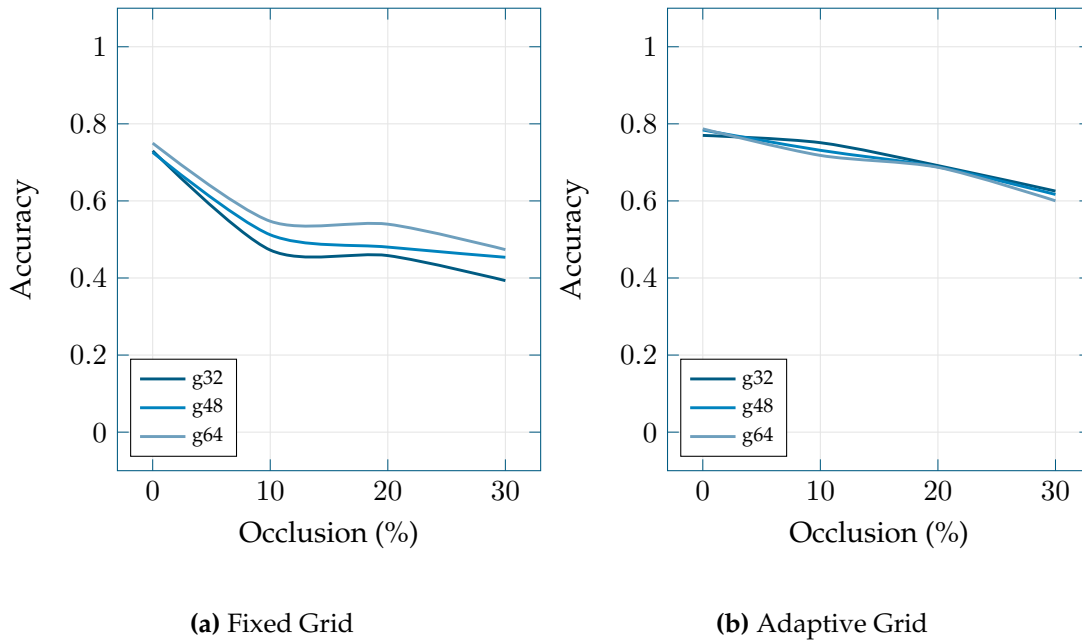 1
0.8
0.6
0.4
0.2
0
Accuracy
g32
g48
g64
0 10 20 30
Occlusion (%)
(a) Fixed Grid
1
0.8
0.6
0.4
0.2
0
Accuracy
g32
g48
g64
0 10 20 30
Occlusion (%)
(b) Adaptive Grid